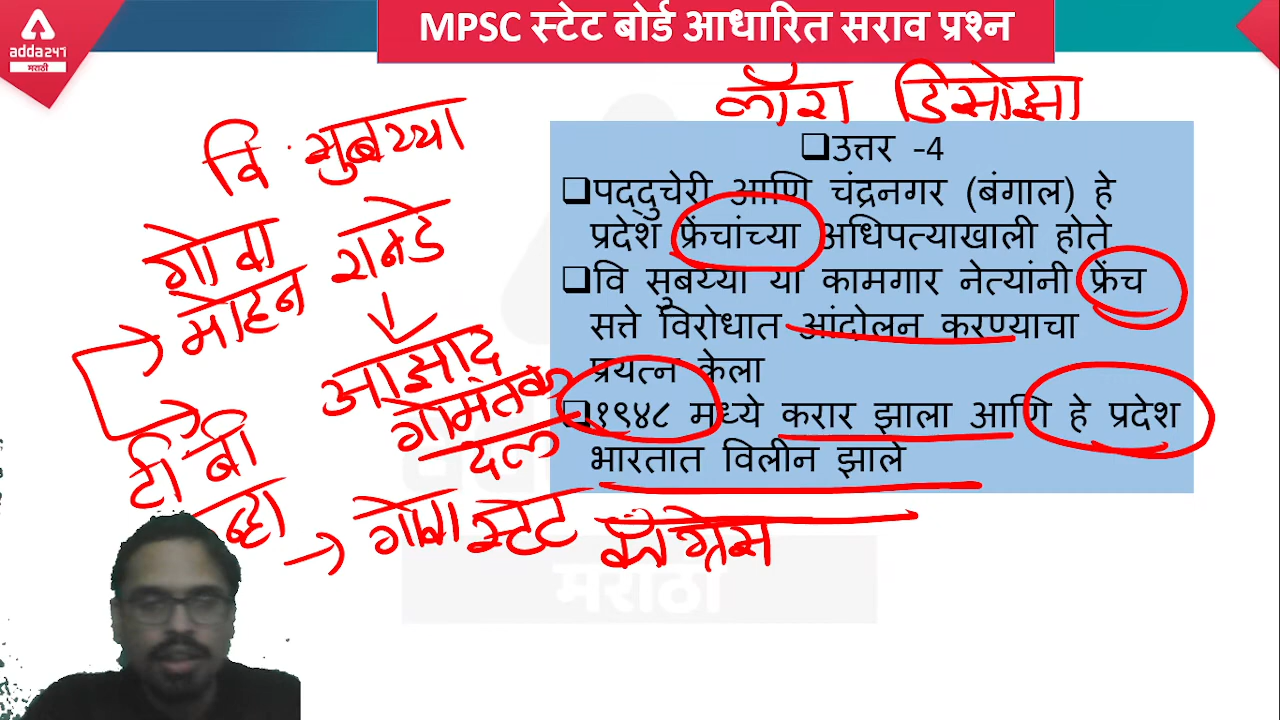 MPSC स्टेट बोर्ड आधारित सराव प्रश्न
adda247
मराठी
कॉरा डिसोझा
वि. सुबय्या
गोवा
मोहन रानडे
आझाद
गोमंतक
दल
टी बी
गोवा स्टेट काँग्रेस
उत्तर -4
पद्दुचेरी आणि चंद्रनगर (बंगाल) हे
प्रदेश फ्रेंचांच्या अधिपत्याखाली होते
वि सुबय्या या कामगार नेत्यांनी फ्रेंच
सत्ते विरोधात आंदोलन करण्याचा
प्रयत्न केला
१९४८ मध्ये करार झाला आणि हे प्रदेश
भारतात विलीन झाले
मराठी